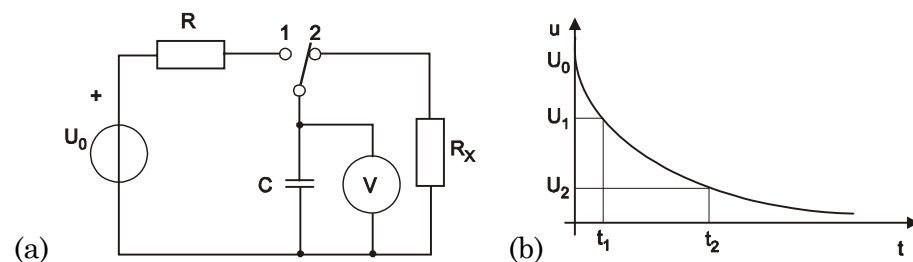 R
1 2
+
U₀
C
V
Rₓ
(a)
u
U₀
U₁
U₂
t₁
t₂
t
(b)